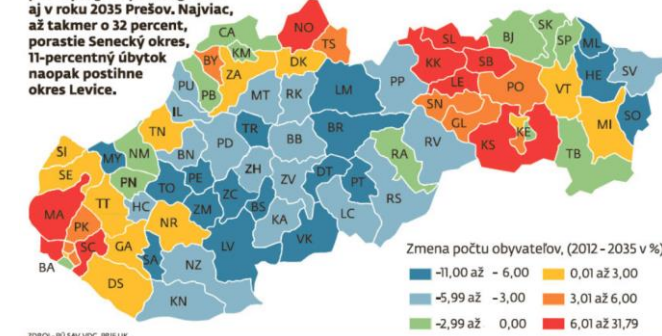 aj v roku 2035 Prešov. Najviac,
až takmer o 32 percent,
porastie Senecký okres,
11-percentný úbytok
naopak postihne
okres Levice.
CA
KM
BY
PB
PU
IL
ZA
NO
TS
DK
MT
RK
LM
PP
SL
KK
SB
LE
BJ
SK
SP
ML
HE
SV
SN
GL
PO
VT
MI
SO
KS
KE
TB
RV
RA
RS
TN
BN
PD
TR
BB
BR
SI
SE
MY
NM
PN
TO
PE
ZH
ZV
DT
PT
LC
MA
PK
SC
BA
TT
HC
ZM
ZC
BS
KA
VK
GA
NR
SA
LV
DS
NZ
KN
Zmena počtu obyvateľov, (2012 - 2035 v %)
-11,00 až - 6,00
0,01 až 3,00
-5,99 až -3,00
3,01 až 6,00
-2,99 až 0,00
6,01 až 31,79